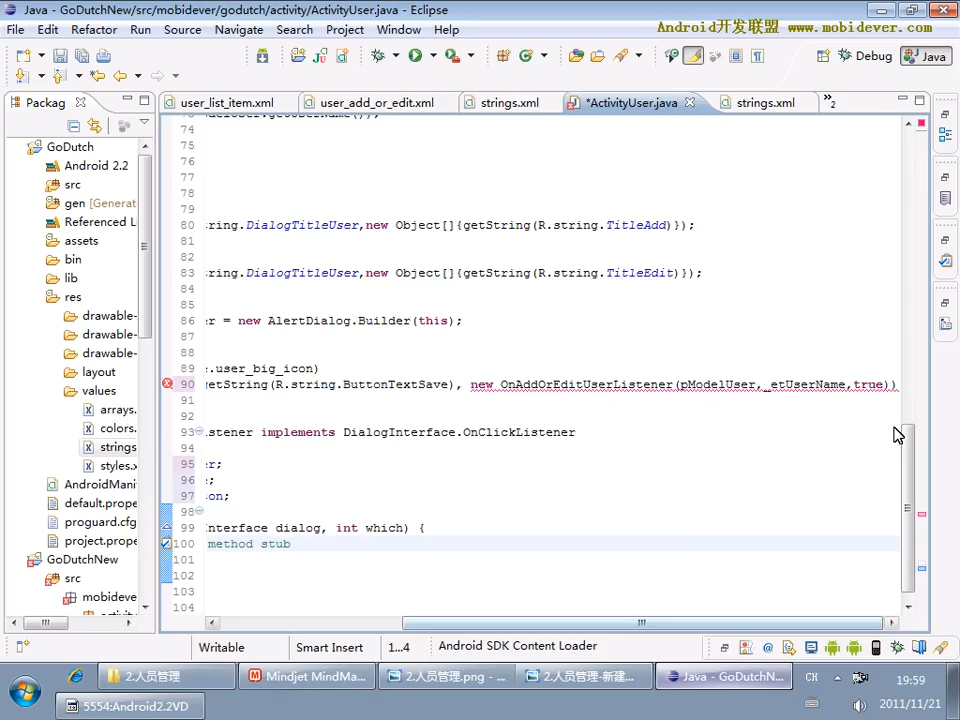 Java - GoDutchNew/src/mobidever/godutch/activity/ActivityUser.java - Eclipse
File Edit Refactor Run Source Navigate Search Project Window Help
Android开发联盟 www.mobidever.com
Debug Java
Packag
user_list_item.xml user_add_or_edit.xml strings.xml *ActivityUser.java strings.xml »2
GoDutch
Android 2.2
src
gen [Generat
Referenced L
assets
bin
lib
res
drawable-
drawable-
drawable-
layout
values
arrays.
colors.
strings
styles.x
AndroidMani
default.prope
proguard.cfg
project.prope
GoDutchNew
src
mobidever
74
75
76
77
78
79
80 ring.DialogTitleUser,new Object[]{getString(R.string.TitleAdd)});
81
82
83 ring.DialogTitleUser,new Object[]{getString(R.string.TitleEdit)});
84
85
86 r = new AlertDialog.Builder(this);
87
88
89 e.user_big_icon)
90 getString(R.string.ButtonTextSave), new OnAddOrEditUserListener(pModelUser,_etUserName,true))
91
92
93 stener implements DialogInterface.OnClickListener
94
95 er;
96 e;
97 on;
98
99 Interface dialog, int which) {
100 method stub
101
102
103
104
Writable Smart Insert 1...4 Android SDK Content Loader
2.人员管理 Mindjet MindMa... 2.人员管理.png - ... 2.人员管理-新建... Java - GoDutchN... CH 19:59
5554:Android2.2VD 2011/11/21